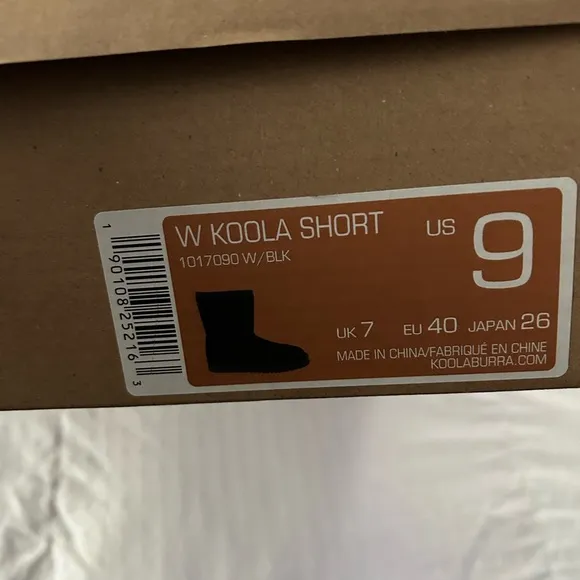 W KOOLA SHORT
1017090 W/BLK
US 9
UK 7 EU 40 JAPAN 26
MADE IN CHINA/FABRIQUÉ EN CHINE
KOOLABURRA.COM
1 90108 25216 3